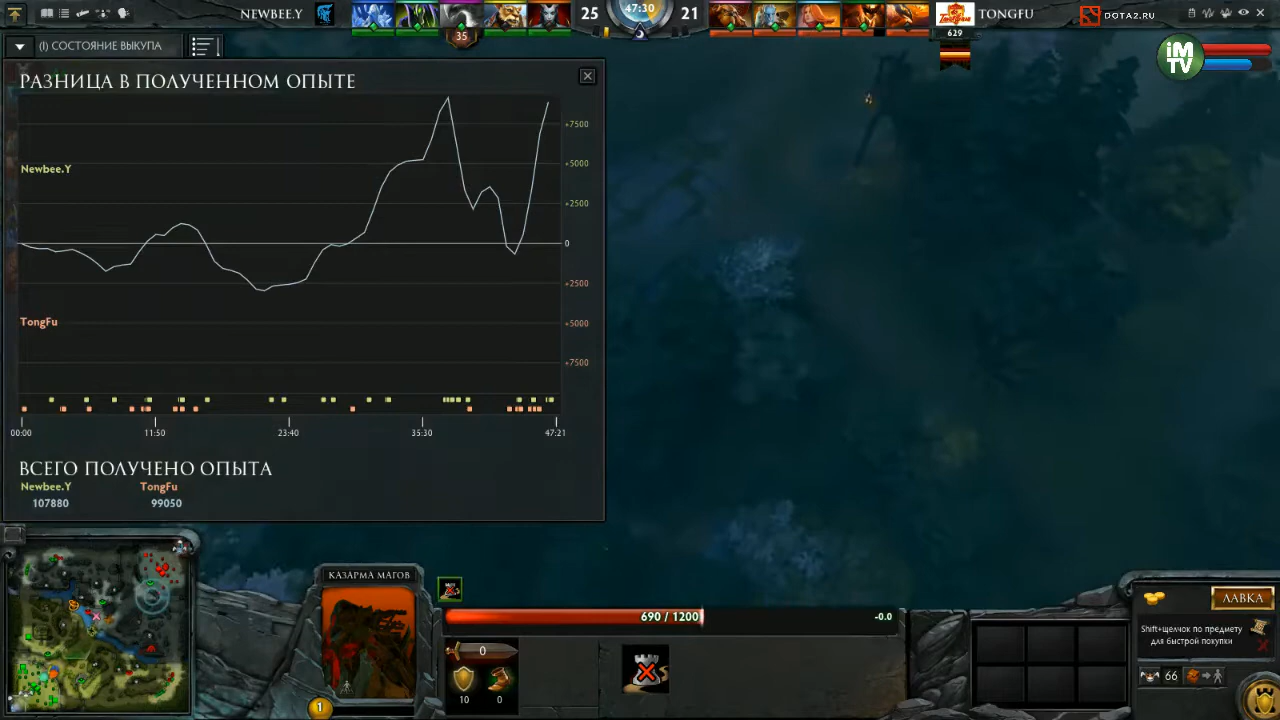 NEWBEE.Y
35
25
47:30
21
629
TONGFU
DOTA2.RU
(I) СОСТОЯНИЕ ВЫКУПА
iM
TV
РАЗНИЦА В ПОЛУЧЕННОМ ОПЫТЕ
+7500
Newbee.Y
+5000
+2500
0
+2500
TongFu
+5000
+7500
00:00
11:50
23:40
35:30
47:21
ВСЕГО ПОЛУЧЕНО ОПЫТА
Newbee.Y
TongFu
107880
99050
КАЗАРМА МАГОВ
690 / 1200
-0.0
0
10
0
1
ЛАВКА
Shift+щелчок по предмету
для быстрой покупки
66